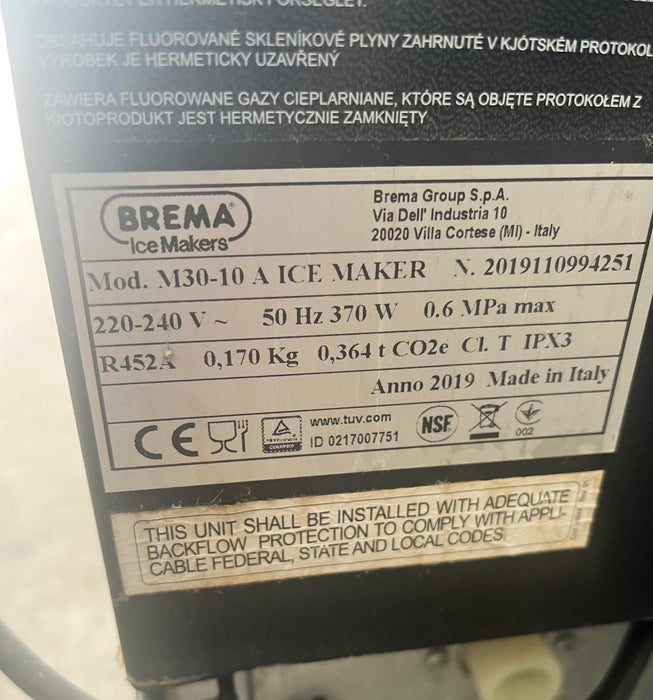 OBSAHUJE FLUOROVANÉ SKLENÍKOVÉ PLYNY ZAHRNUTÉ V KJÓTSKÉM PROTOKOL
VÝROBEK JE HERMETICKY UZAVŘENÝ
ZAWIERA FLUOROWANE GAZY CIEPLARNIANE, KTÓRE SĄ OBJĘTE PROTOKOŁEM Z
KIOTOPRODUKT JEST HERMETYCZNIE ZAMKNIĘTY
BREMA®
Ice Makers
Brema Group S.p.A.
Via Dell' Industria 10
20020 Villa Cortese (MI) - Italy
Mod. M30-10 A ICE MAKER N. 2019110994251
220-240 V ~ 50 Hz 370 W 0.6 MPa max
R452A 0,170 Kg 0,364 t CO2e Cl. T IPX3
Anno 2019 Made in Italy
CE
www.tuv.com
ID 0217007751
NSF
002
THIS UNIT SHALL BE INSTALLED WITH ADEQUATE
BACKFLOW PROTECTION TO COMPLY WITH APPLI-
CABLE FEDERAL, STATE AND LOCAL CODES.